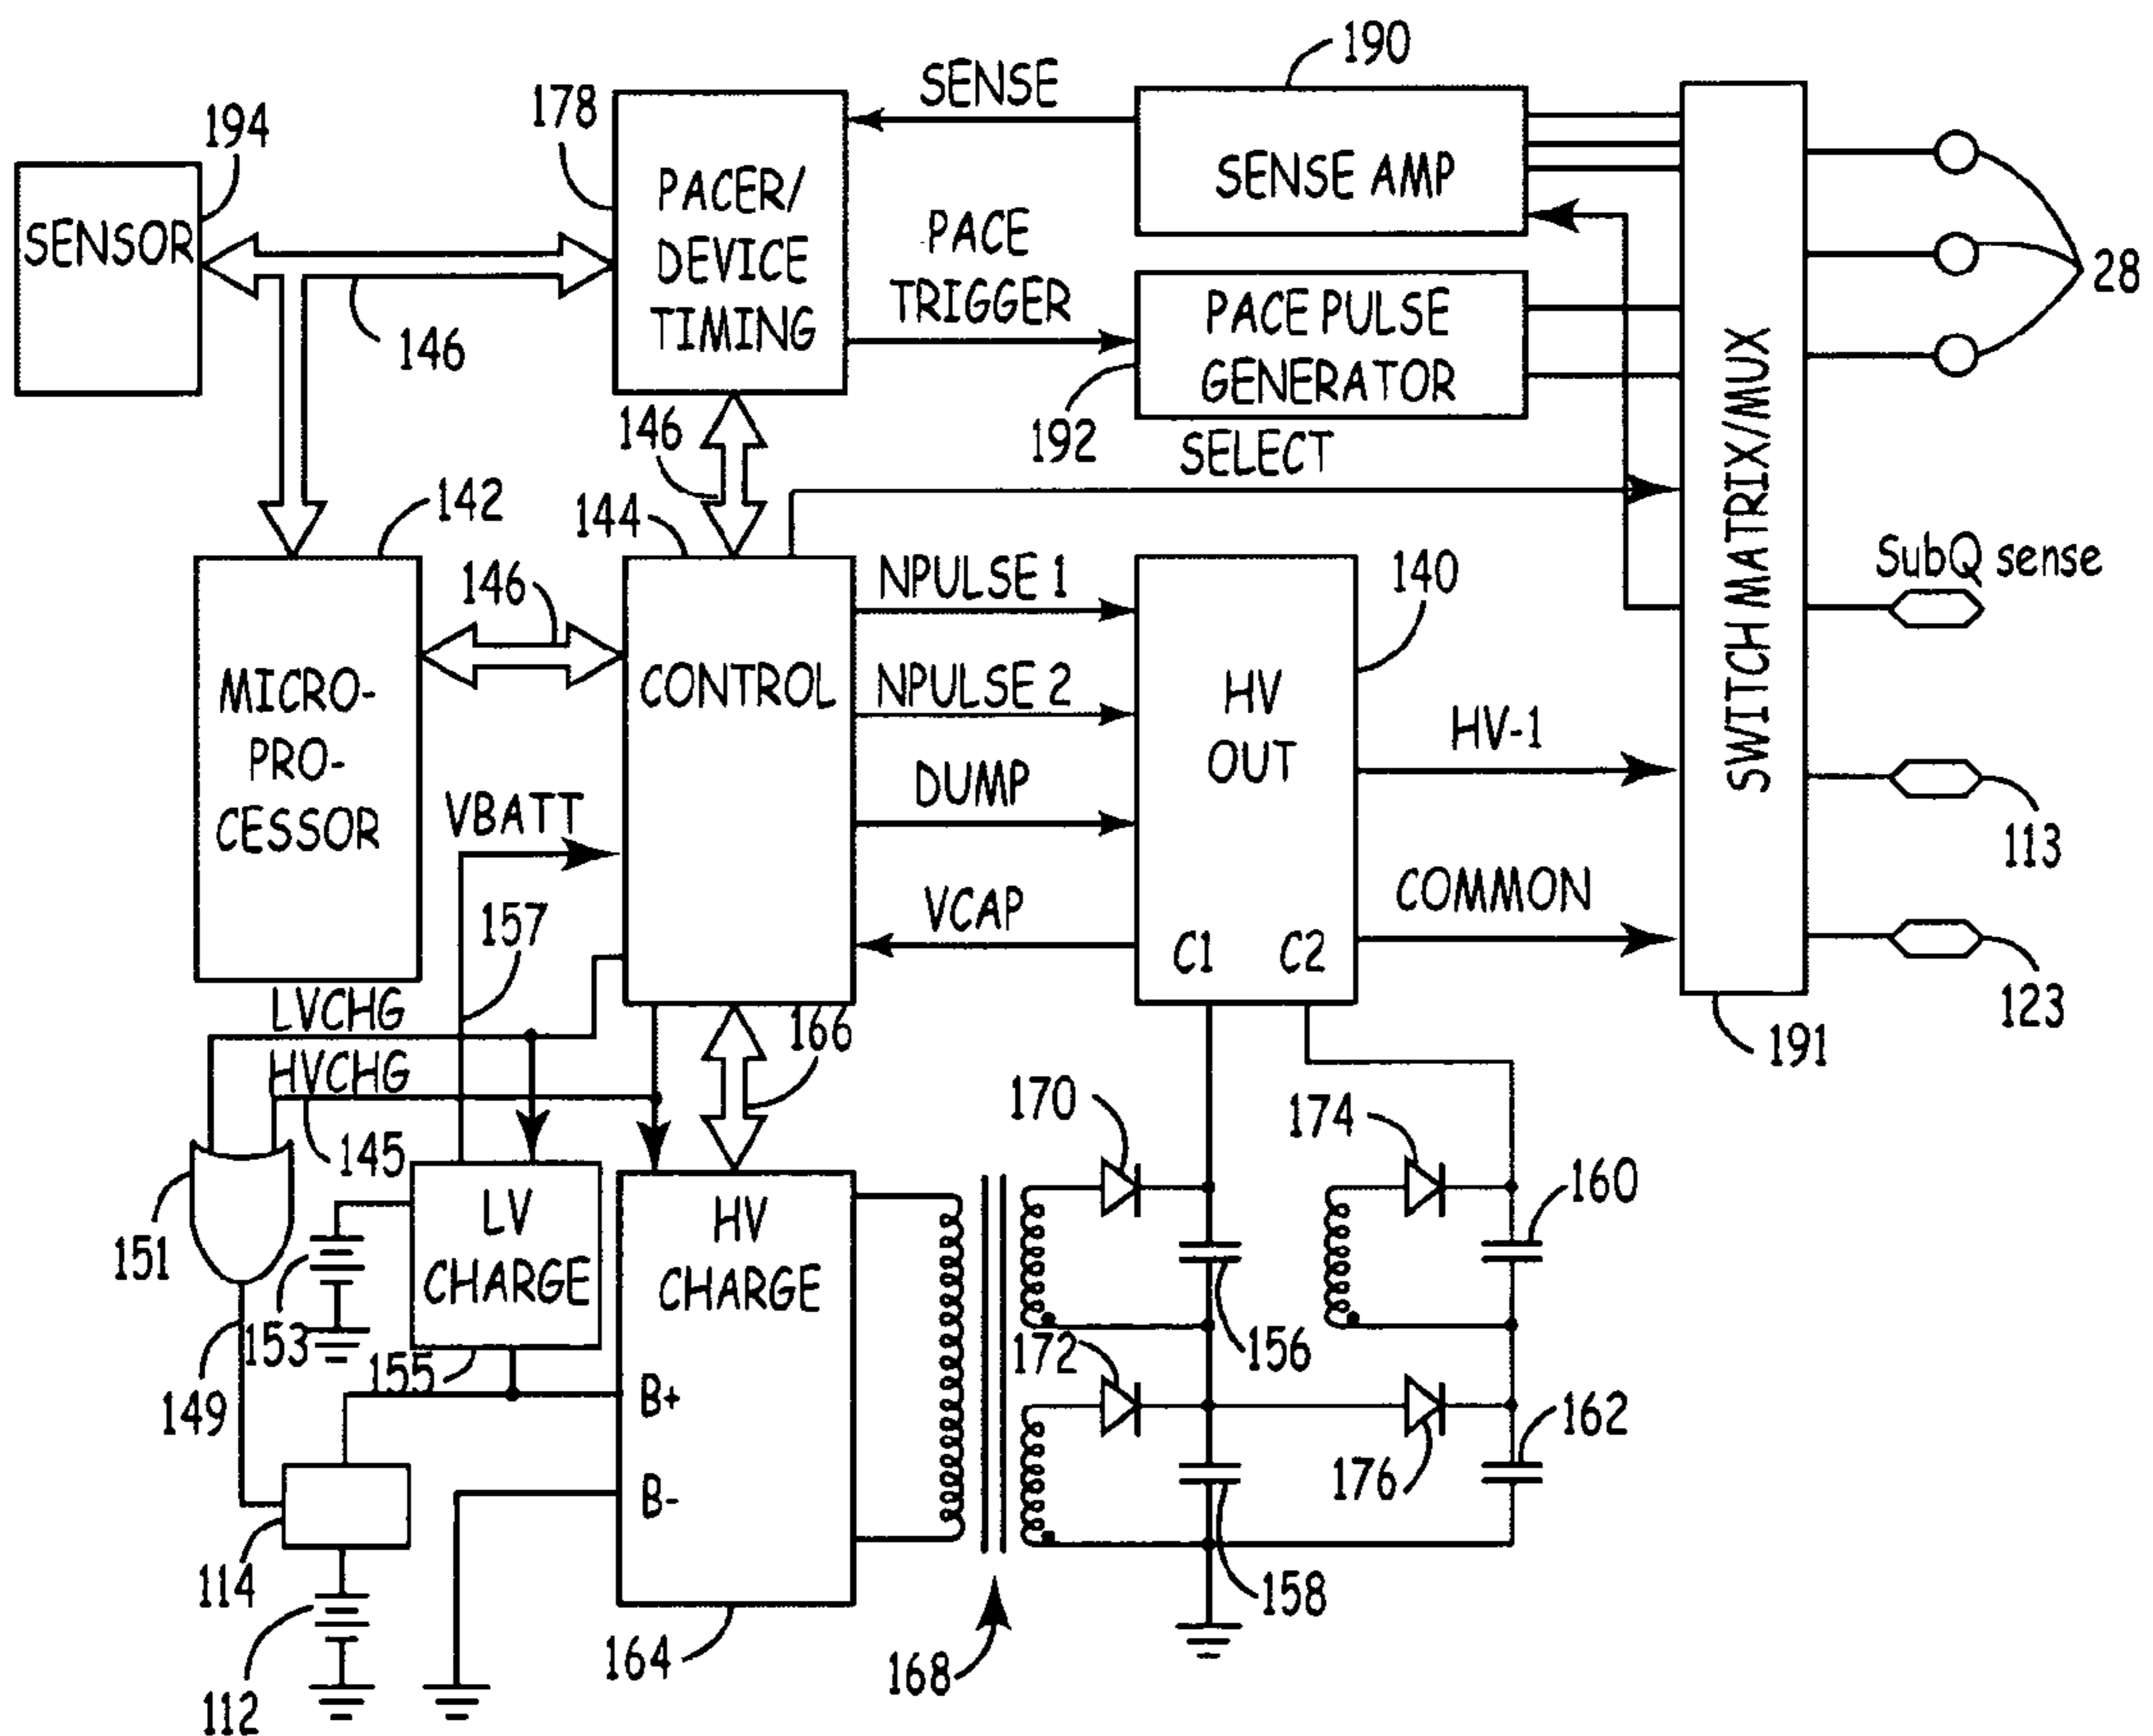 190
SENSE
194
178
SENSOR
PACER/
DEVICE
TIMING
SENSE AMP
PACE
TRIGGER
PACE PULSE
GENERATOR
28
146
146
192
SELECT
SWITCH MATRIX/MUX
142
144
146
NPULSE 1
140
SubQ sense
MICRO-
PRO-
CESSOR
CONTROL
NPULSE 2
HV
OUT
HV-1
DUMP
VBATT
113
COMMON
157
VCAP
C1
C2
123
LVCHG
166
191
HVCHG
170
174
145
151
LV
CHARGE
HV
CHARGE
160
153
155
172
156
149
B+
162
B-
176
114
158
112
164
168